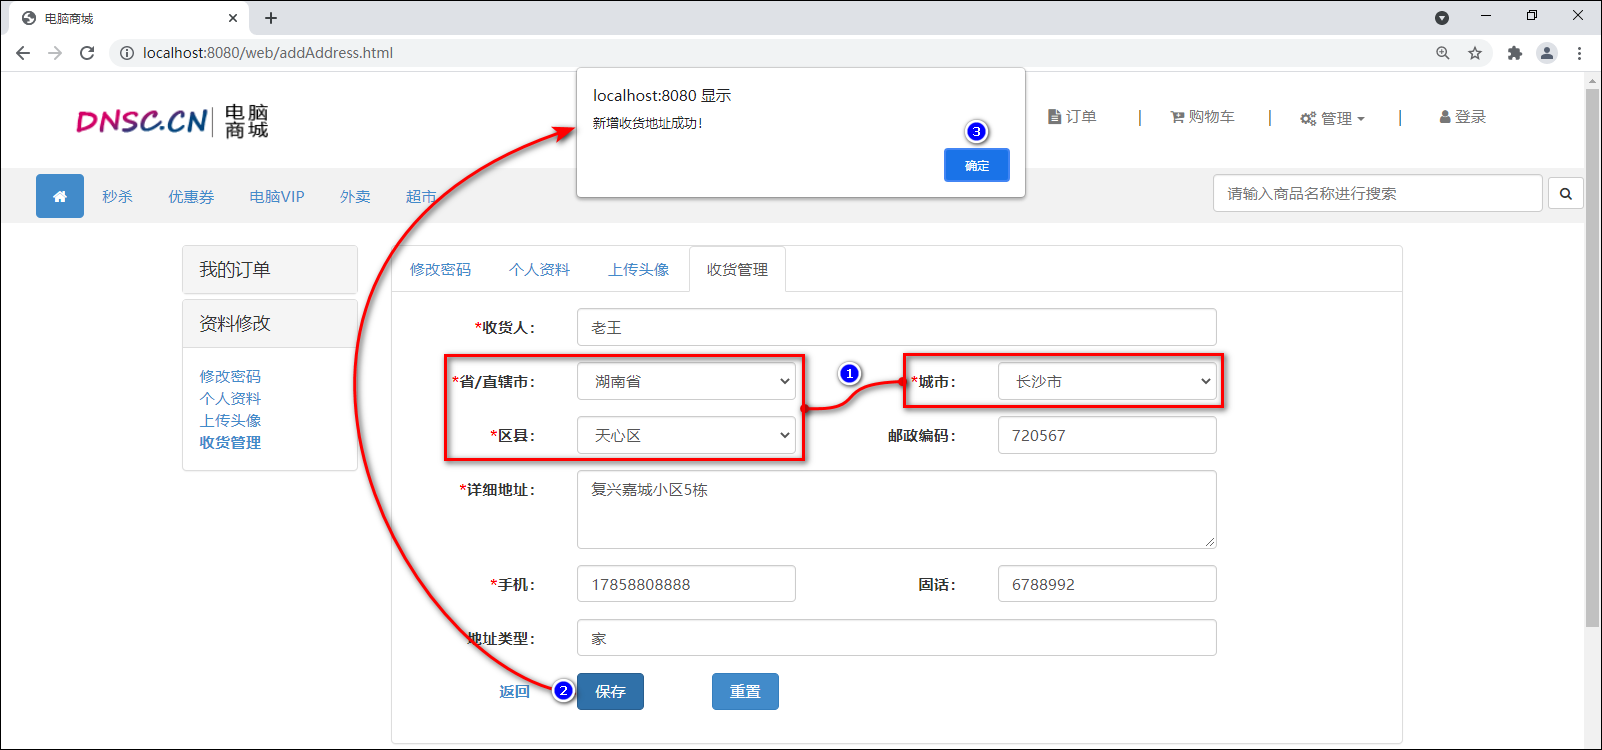 电脑商城
localhost:8080/web/addAddress.html
DNSC.CN 电脑商城
localhost:8080 显示
新增收货地址成功!
3
确定
订单 | 购物车 | 管理 | 登录
秒杀 优惠券 电脑VIP 外卖 超市
请输入商品名称进行搜索
我的订单
资料修改
修改密码
个人资料
上传头像
收货管理
修改密码 个人资料 上传头像 收货管理
*收货人： 老王
*省/直辖市： 湖南省 1 *城市： 长沙市
*区县： 天心区 邮政编码： 720567
*详细地址： 复兴嘉城小区5栋
*手机： 17858808888 固话： 6788992
地址类型： 家
返回 2 保存 重置